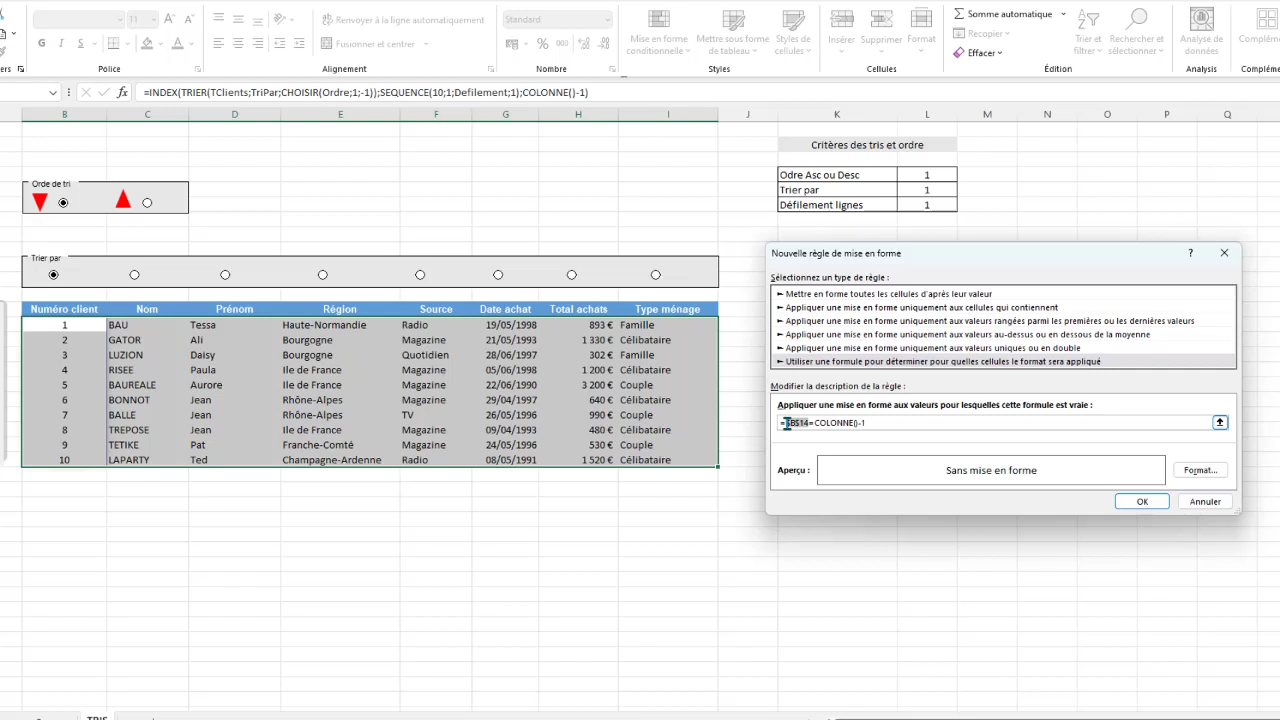 11
Renvoyer à la ligne automatiquement
Standard
Somme automatique
G I S
Fusionner et centrer
% 000
Mise en forme conditionnelle
Mettre sous forme de tableau
Styles de cellules
Insérer
Supprimer
Format
Recopier
Effacer
Trier et filtrer
Rechercher et sélectionner
Analyse de données
Police
Alignement
Nombre
Styles
Cellules
Édition
Analysis
fx =INDEX(TRIER(TClients;TriPar;CHOISIR(Ordre;1;-1));SEQUENCE(10;1;Defilement;1);COLONNE()-1)
B C D E F G H I J K L M N O P Q
Critères des tris et ordre
Odre Asc ou Desc 1
Trier par 1
Défilement lignes 1
Orde de tri
Trier par
Numéro client Nom Prénom Région Source Date achat Total achats Type ménage
1 BAU Tessa Haute-Normandie Radio 19/05/1998 893 € Famille
2 GATOR Ali Bourgogne Magazine 21/05/1993 1 330 € Célibataire
3 LUZION Daisy Bourgogne Quotidien 28/06/1997 302 € Famille
4 RISEE Paula Ile de France Magazine 05/06/1998 1 200 € Célibataire
5 BAUREALE Aurore Ile de France Magazine 22/06/1990 3 200 € Couple
6 BONNOT Jean Rhône-Alpes Magazine 29/04/1997 640 € Célibataire
7 BALLE Jean Rhône-Alpes TV 26/05/1996 990 € Couple
8 TREPOSE Jean Ile de France Magazine 09/04/1993 480 € Célibataire
9 TETIKE Pat Franche-Comté Magazine 24/05/1996 530 € Couple
10 LAPARTY Ted Champagne-Ardenne Radio 08/05/1991 1 520 € Célibataire
Nouvelle règle de mise en forme ?
Sélectionnez un type de règle :
Mettre en forme toutes les cellules d'après leur valeur
Appliquer une mise en forme uniquement aux cellules qui contiennent
Appliquer une mise en forme uniquement aux valeurs rangées parmi les premières ou les dernières valeurs
Appliquer une mise en forme uniquement aux valeurs au-dessus ou en dessous de la moyenne
Appliquer une mise en forme uniquement aux valeurs uniques ou en double
Utiliser une formule pour déterminer pour quelles cellules le format sera appliqué
Modifier la description de la règle :
Appliquer une mise en forme aux valeurs pour lesquelles cette formule est vraie :
=$B$14=COLONNE()-1
Aperçu :
Sans mise en forme
Format...
OK
Annuler
TRIS